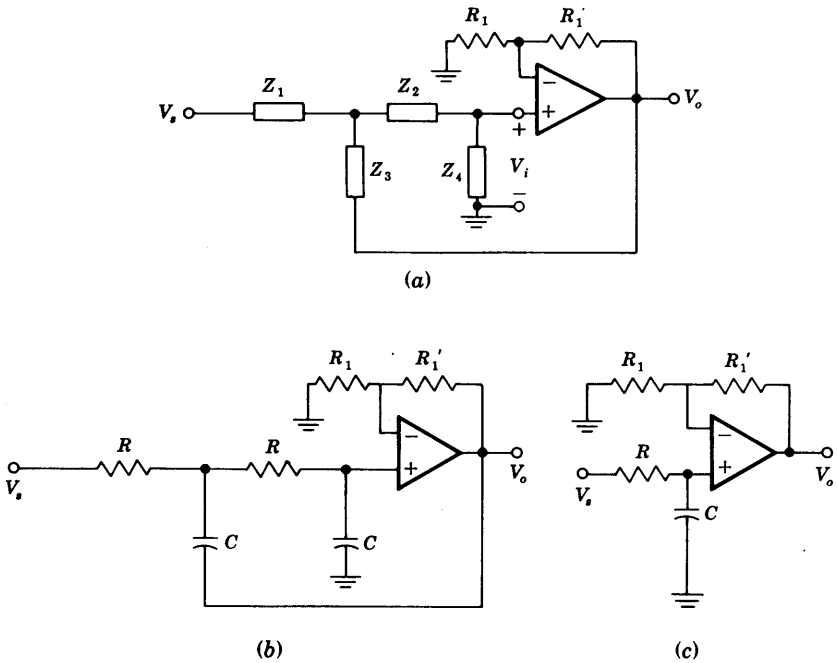 R₁ R₁'
Z₁ Z₂
Vₛ − + Vₒ
+
Z₃ Z₄ Vᵢ
−
(a)
R₁ R₁'
R R − + Vₒ
Vₛ
C C
(b)
R₁ R₁'
R − + Vₒ
Vₛ
C
(c)